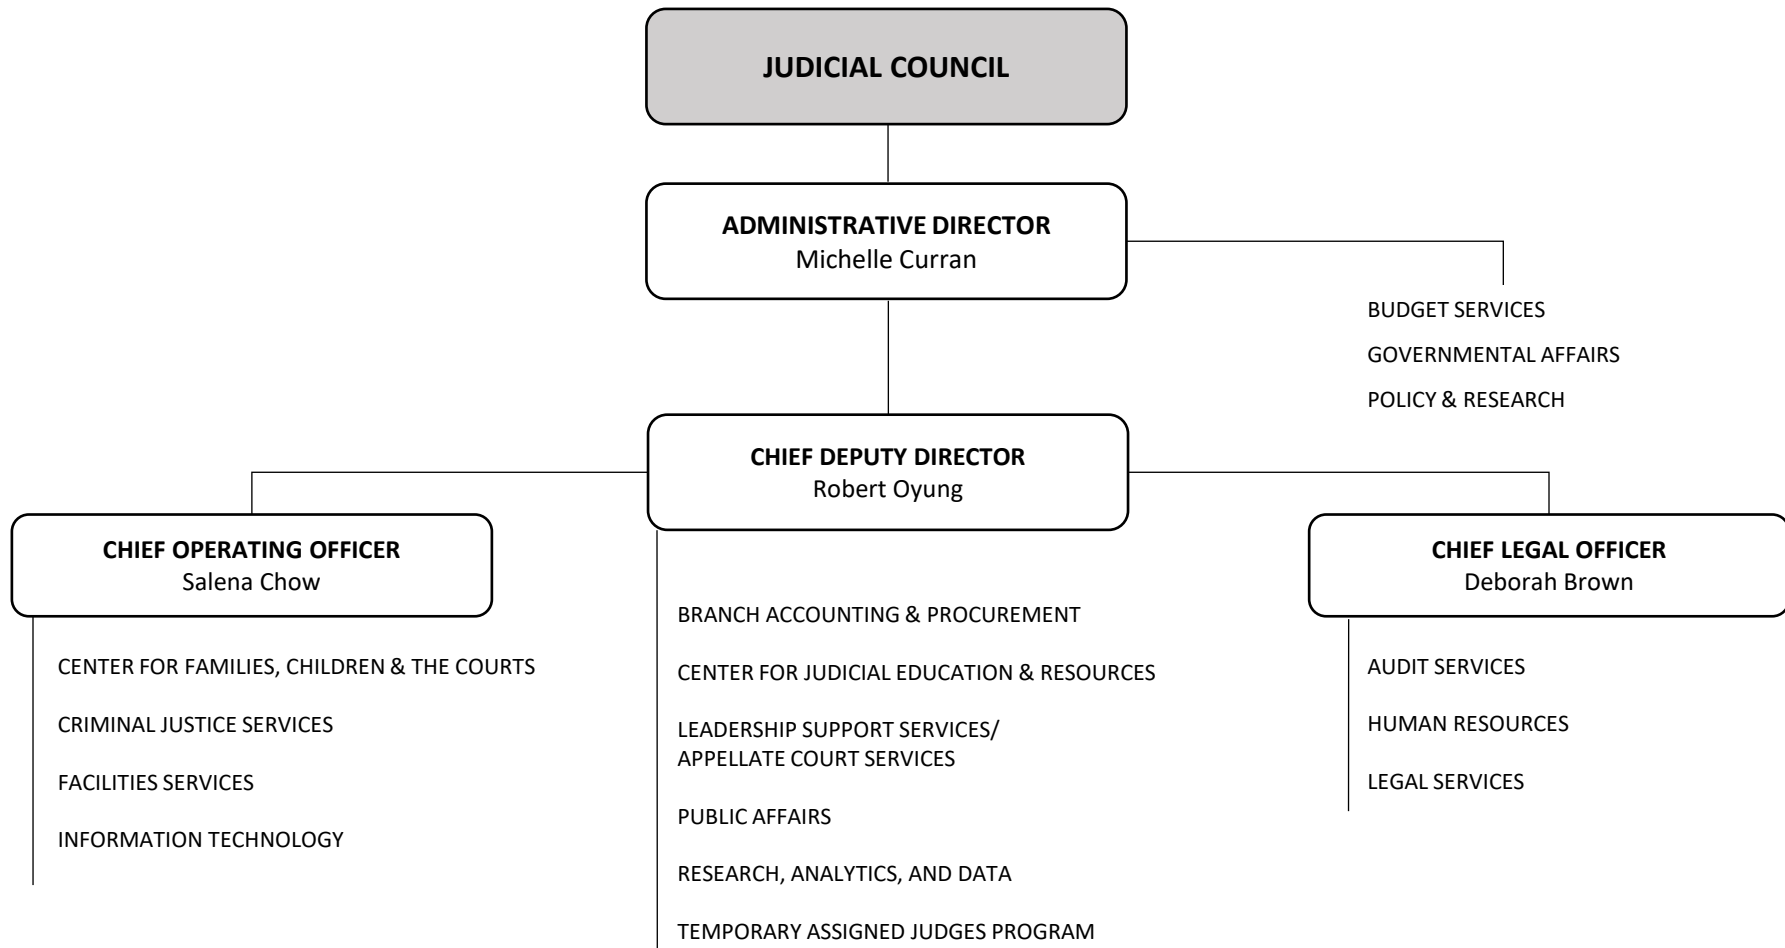 JUDICIAL COUNCIL
ADMINISTRATIVE DIRECTOR
Michelle Curran
BUDGET SERVICES
GOVERNMENTAL AFFAIRS
POLICY & RESEARCH
CHIEF DEPUTY DIRECTOR
Robert Oyung
CHIEF OPERATING OFFICER
Salena Chow
CENTER FOR FAMILIES, CHILDREN & THE COURTS
CRIMINAL JUSTICE SERVICES
FACILITIES SERVICES
INFORMATION TECHNOLOGY
BRANCH ACCOUNTING & PROCUREMENT
CENTER FOR JUDICIAL EDUCATION & RESOURCES
LEADERSHIP SUPPORT SERVICES/
APPELLATE COURT SERVICES
PUBLIC AFFAIRS
RESEARCH, ANALYTICS, AND DATA
TEMPORARY ASSIGNED JUDGES PROGRAM
CHIEF LEGAL OFFICER
Deborah Brown
AUDIT SERVICES
HUMAN RESOURCES
LEGAL SERVICES